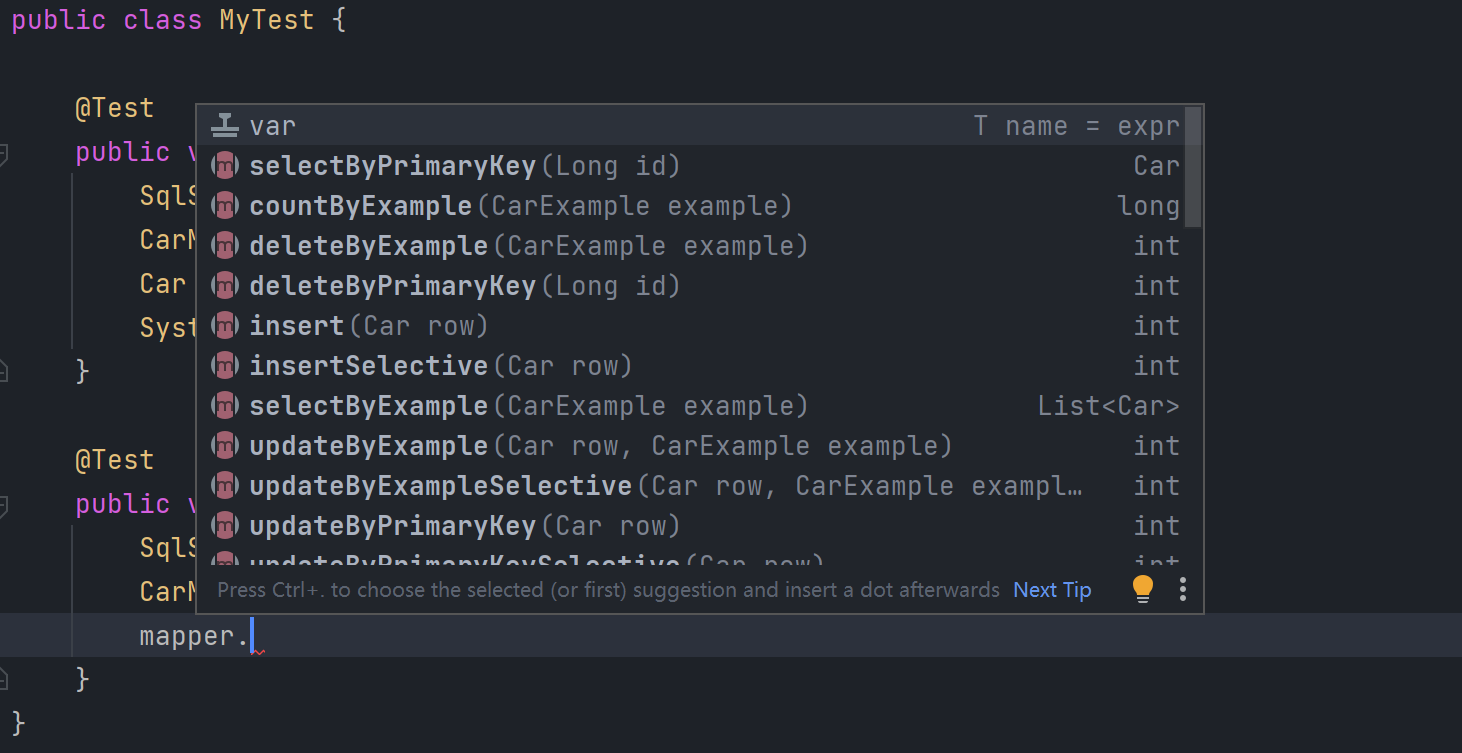 public class MyTest {
@Test
public v
SqlS
CarM
Car
Syst
}
@Test
public v
SqlS
CarM
mapper.
}
}
var T name = expr
selectByPrimaryKey(Long id) Car
countByExample(CarExample example) long
deleteByExample(CarExample example) int
deleteByPrimaryKey(Long id) int
insert(Car row) int
insertSelective(Car row) int
selectByExample(CarExample example) List<Car>
updateByExample(Car row, CarExample example) int
updateByExampleSelective(Car row, CarExample exampl… int
updateByPrimaryKey(Car row) int
updateByPrimaryKeySelective(Car row) int
Press Ctrl+. to choose the selected (or first) suggestion and insert a dot afterwards Next Tip